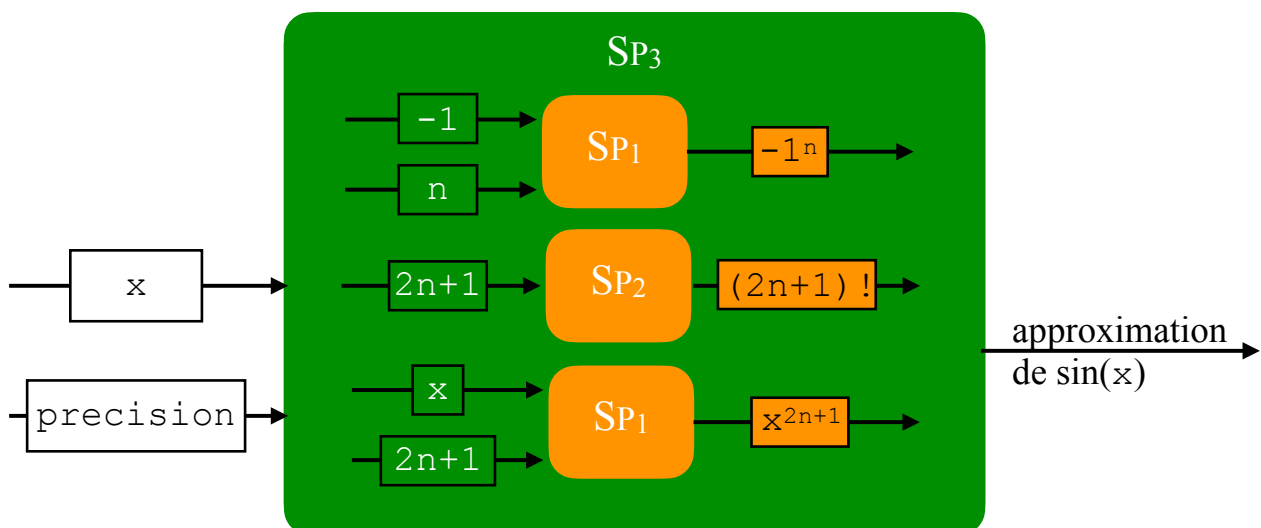 SP3
-1
SP1
-1ⁿ
n
x
2n+1
SP2
(2n+1)!
approximation
de sin(x)
precision
x
SP1
x²ⁿ⁺¹
2n+1